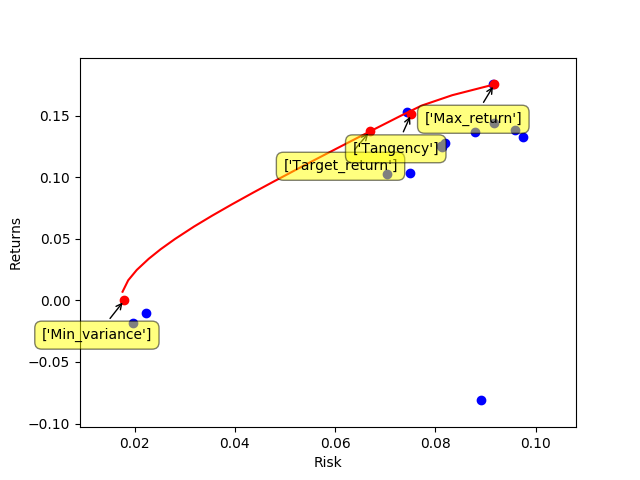 0.15
0.10
0.05
0.00
−0.05
−0.10
Returns
['Max_return']
['Tangency']
['Target_return']
['Min_variance']
0.02
0.04
0.06
0.08
0.10
Risk